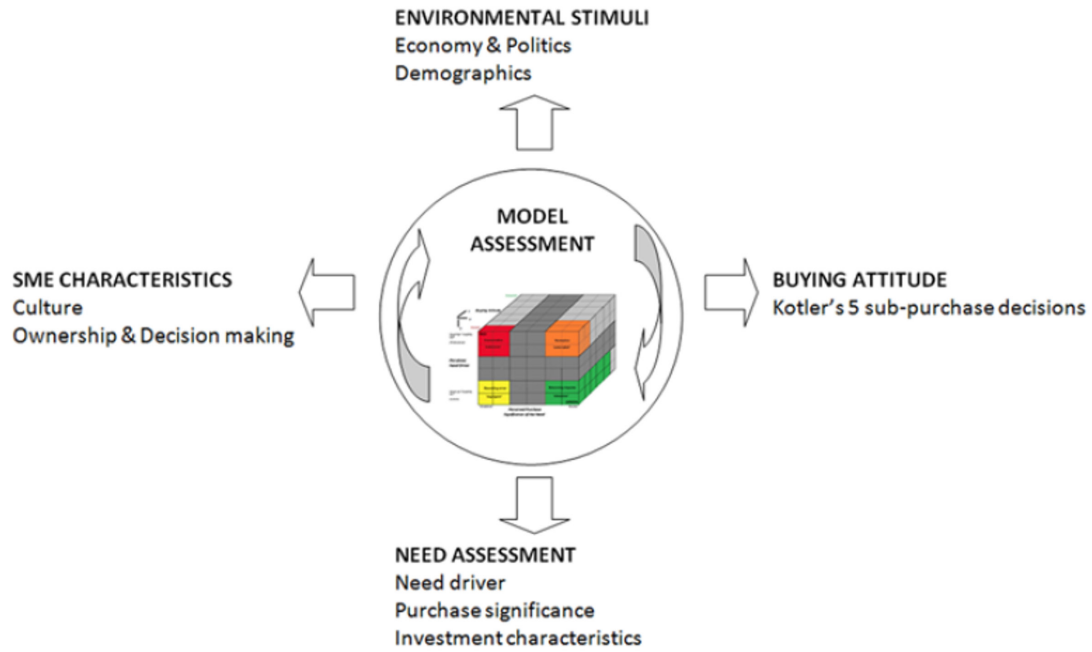 ENVIRONMENTAL STIMULI
Economy & Politics
Demographics
MODEL
ASSESSMENT
SME CHARACTERISTICS
Culture
Ownership & Decision making
BUYING ATTITUDE
Kotler's 5 sub-purchase decisions
NEED ASSESSMENT
Need driver
Purchase significance
Investment characteristics